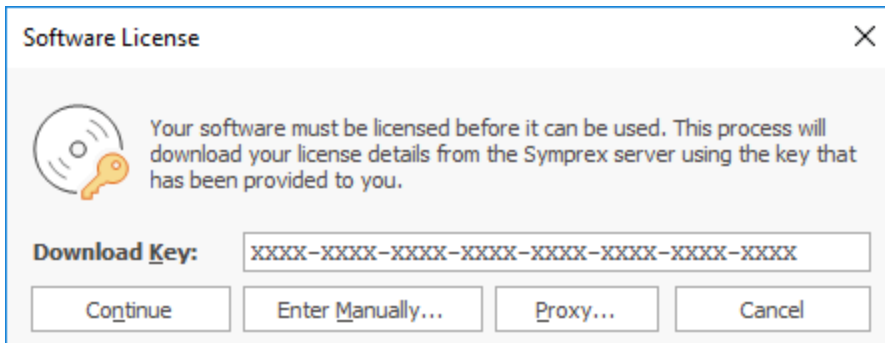 Software License
Your software must be licensed before it can be used. This process will
download your license details from the Symprex server using the key that
has been provided to you.
Download Key: XXXX-XXXX-XXXX-XXXX-XXXX-XXXX-XXXX-XXXX
Continue Enter Manually... Proxy... Cancel